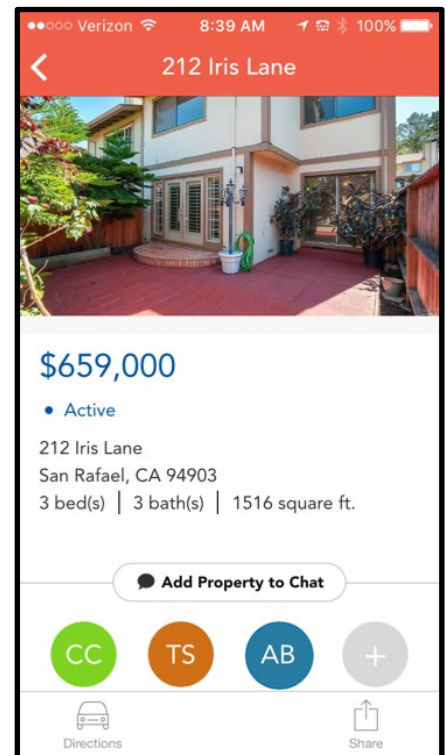 Verizon 8:39 AM 100%
212 Iris Lane
$659,000
• Active
212 Iris Lane
San Rafael, CA 94903
3 bed(s) | 3 bath(s) | 1516 square ft.
Add Property to Chat
CC TS AB +
Directions Share